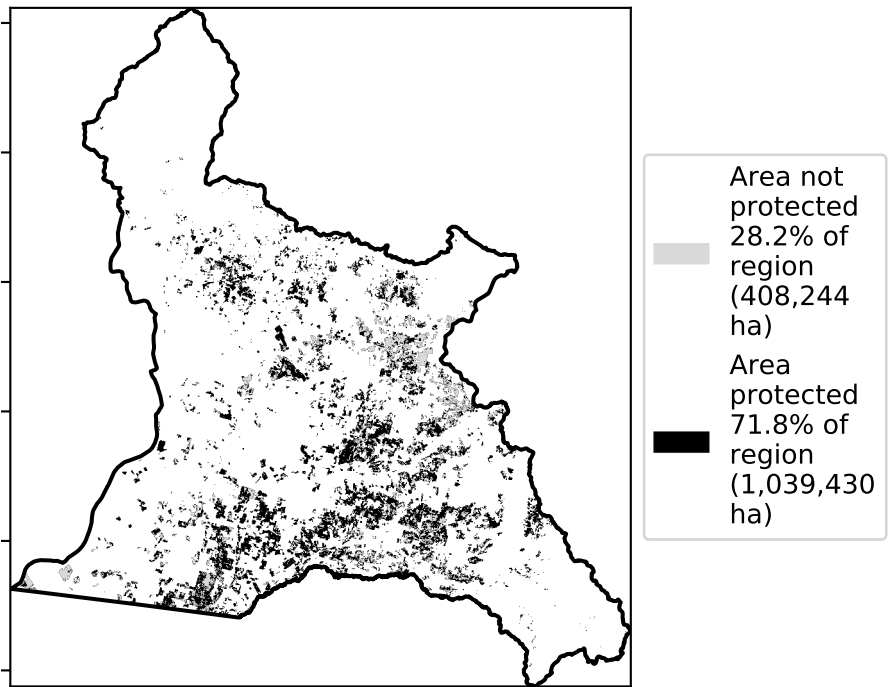 Area not
protected
28.2% of
region
(408,244
ha)
Area
protected
71.8% of
region
(1,039,430
ha)